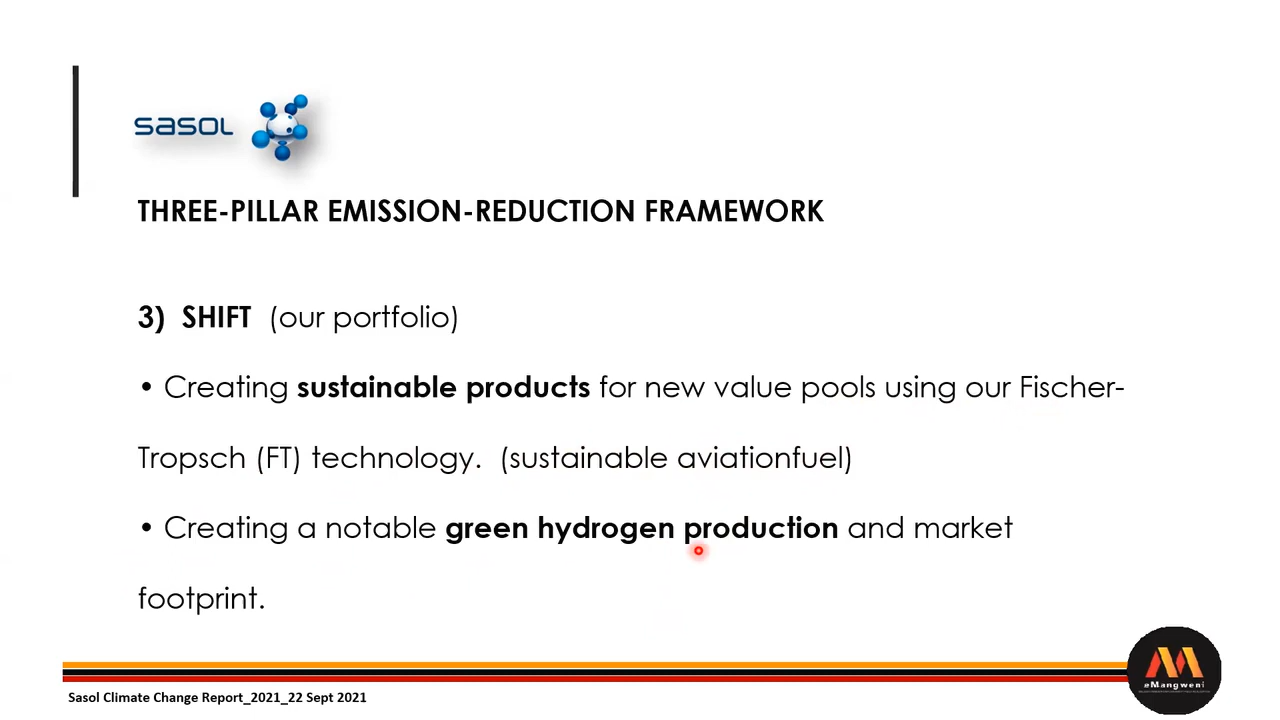 sasol
THREE-PILLAR EMISSION-REDUCTION FRAMEWORK
3) SHIFT (our portfolio)
• Creating sustainable products for new value pools using our Fischer-
Tropsch (FT) technology. (sustainable aviationfuel)
• Creating a notable green hydrogen production and market
footprint.
eMangweni
Sasol Climate Change Report_2021_22 Sept 2021